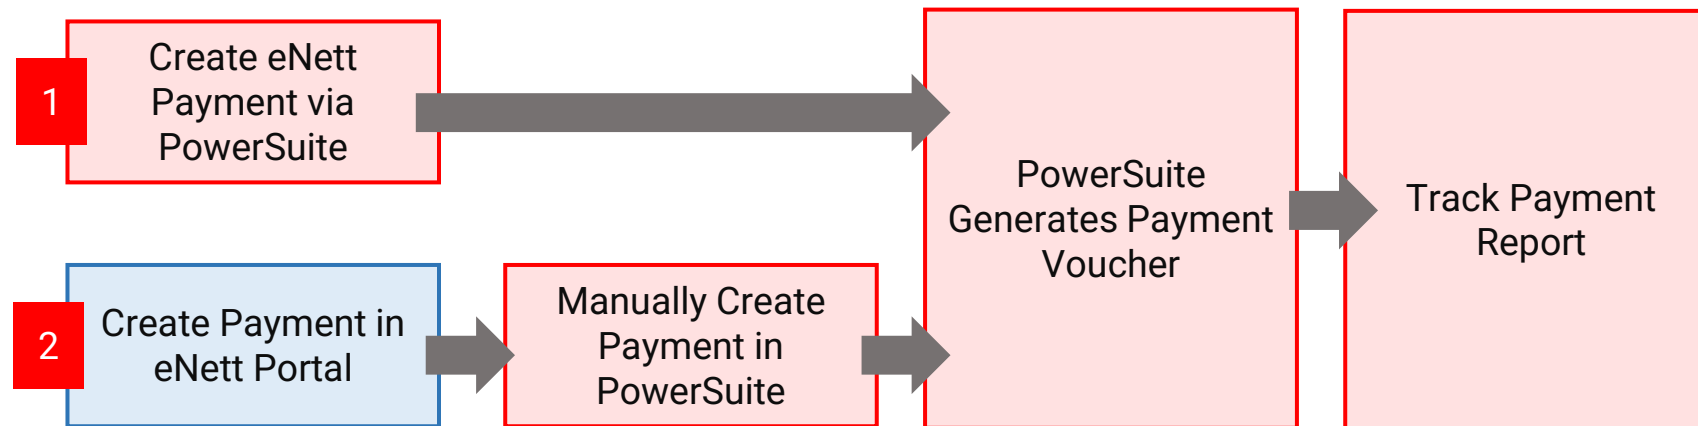 1
Create eNett
Payment via
PowerSuite
2
Create Payment in
eNett Portal
Manually Create
Payment in
PowerSuite
PowerSuite
Generates Payment
Voucher
Track Payment
Report